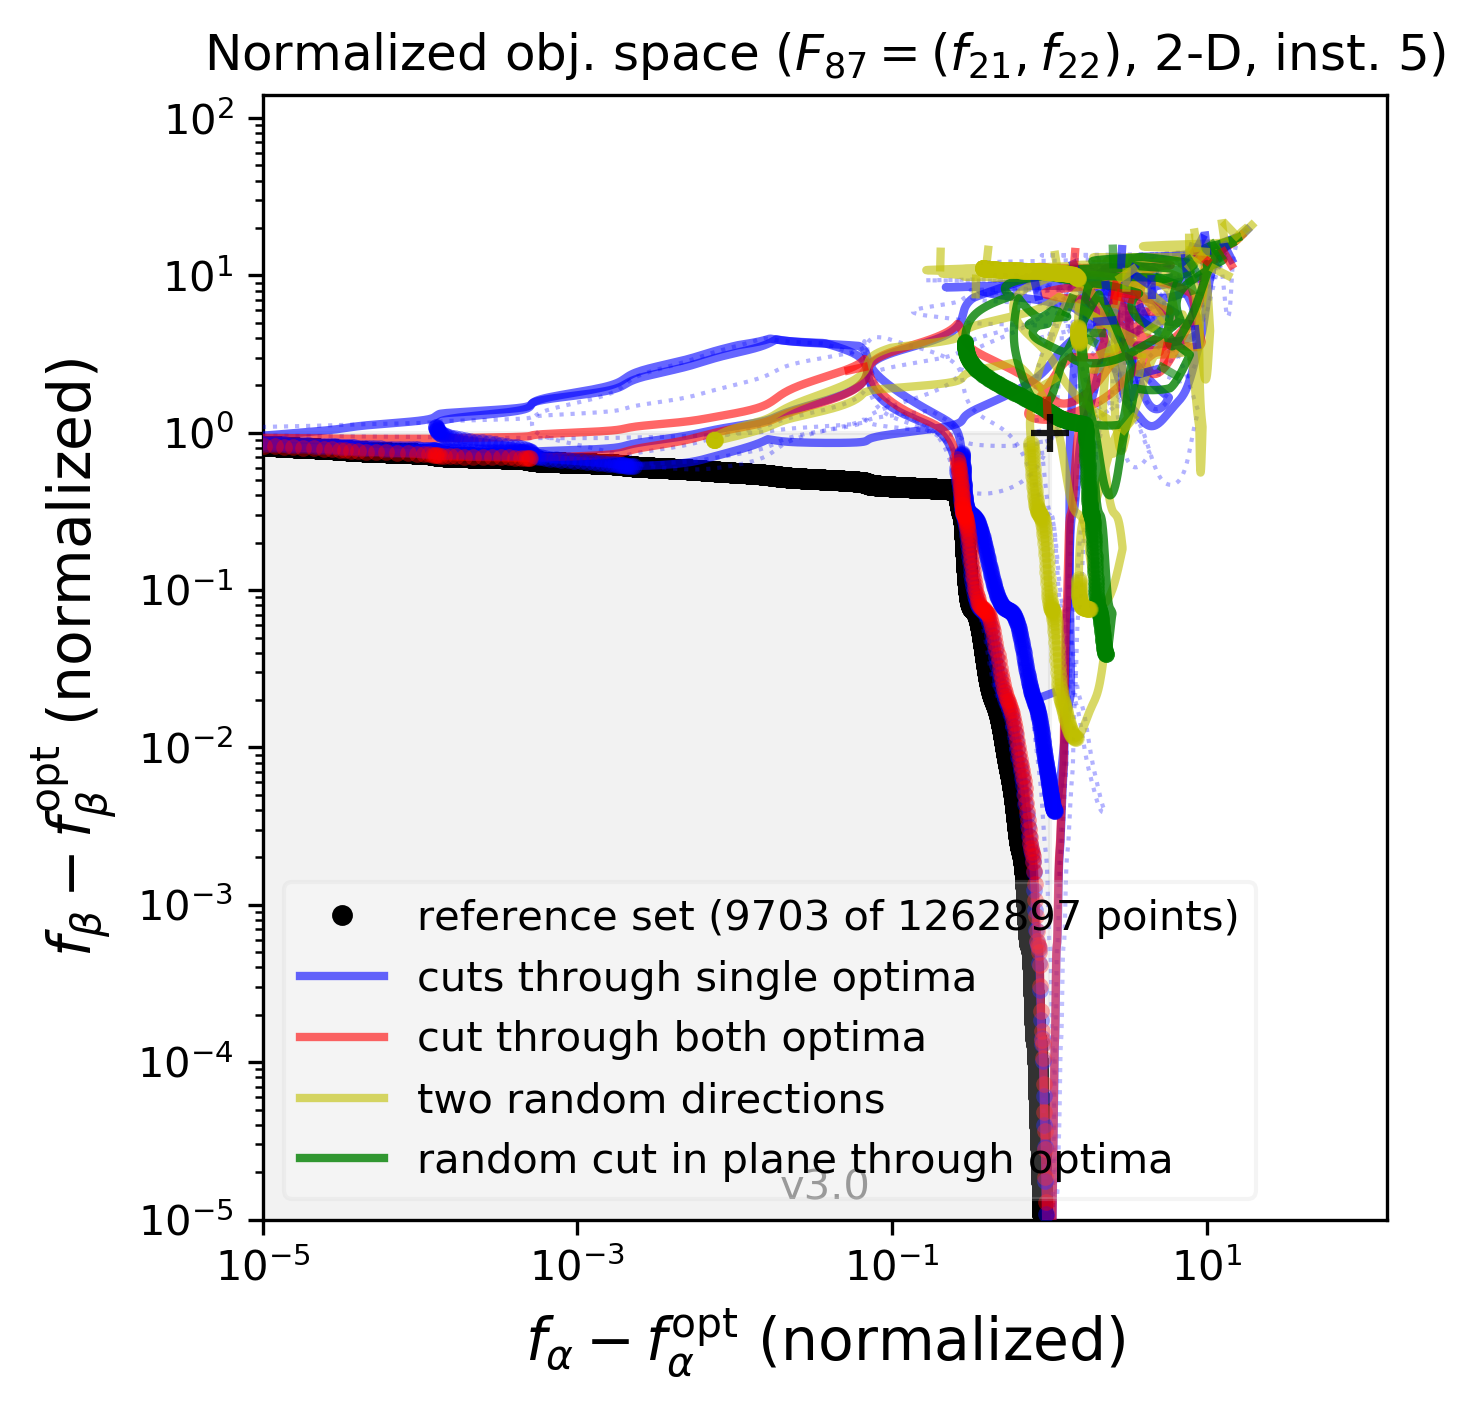 Normalized obj. space (F₈₇ = (f₂₁, f₂₂), 2-D, inst. 5)
10²
10¹
10⁰
10⁻¹
10⁻²
10⁻³
10⁻⁴
10⁻⁵
f_β − f_β^opt (normalized)
reference set (9703 of 1262897 points)
cuts through single optima
cut through both optima
two random directions
random cut in plane through optima
v3.0
10⁻⁵ 10⁻³ 10⁻¹ 10¹
f_α − f_α^opt (normalized)